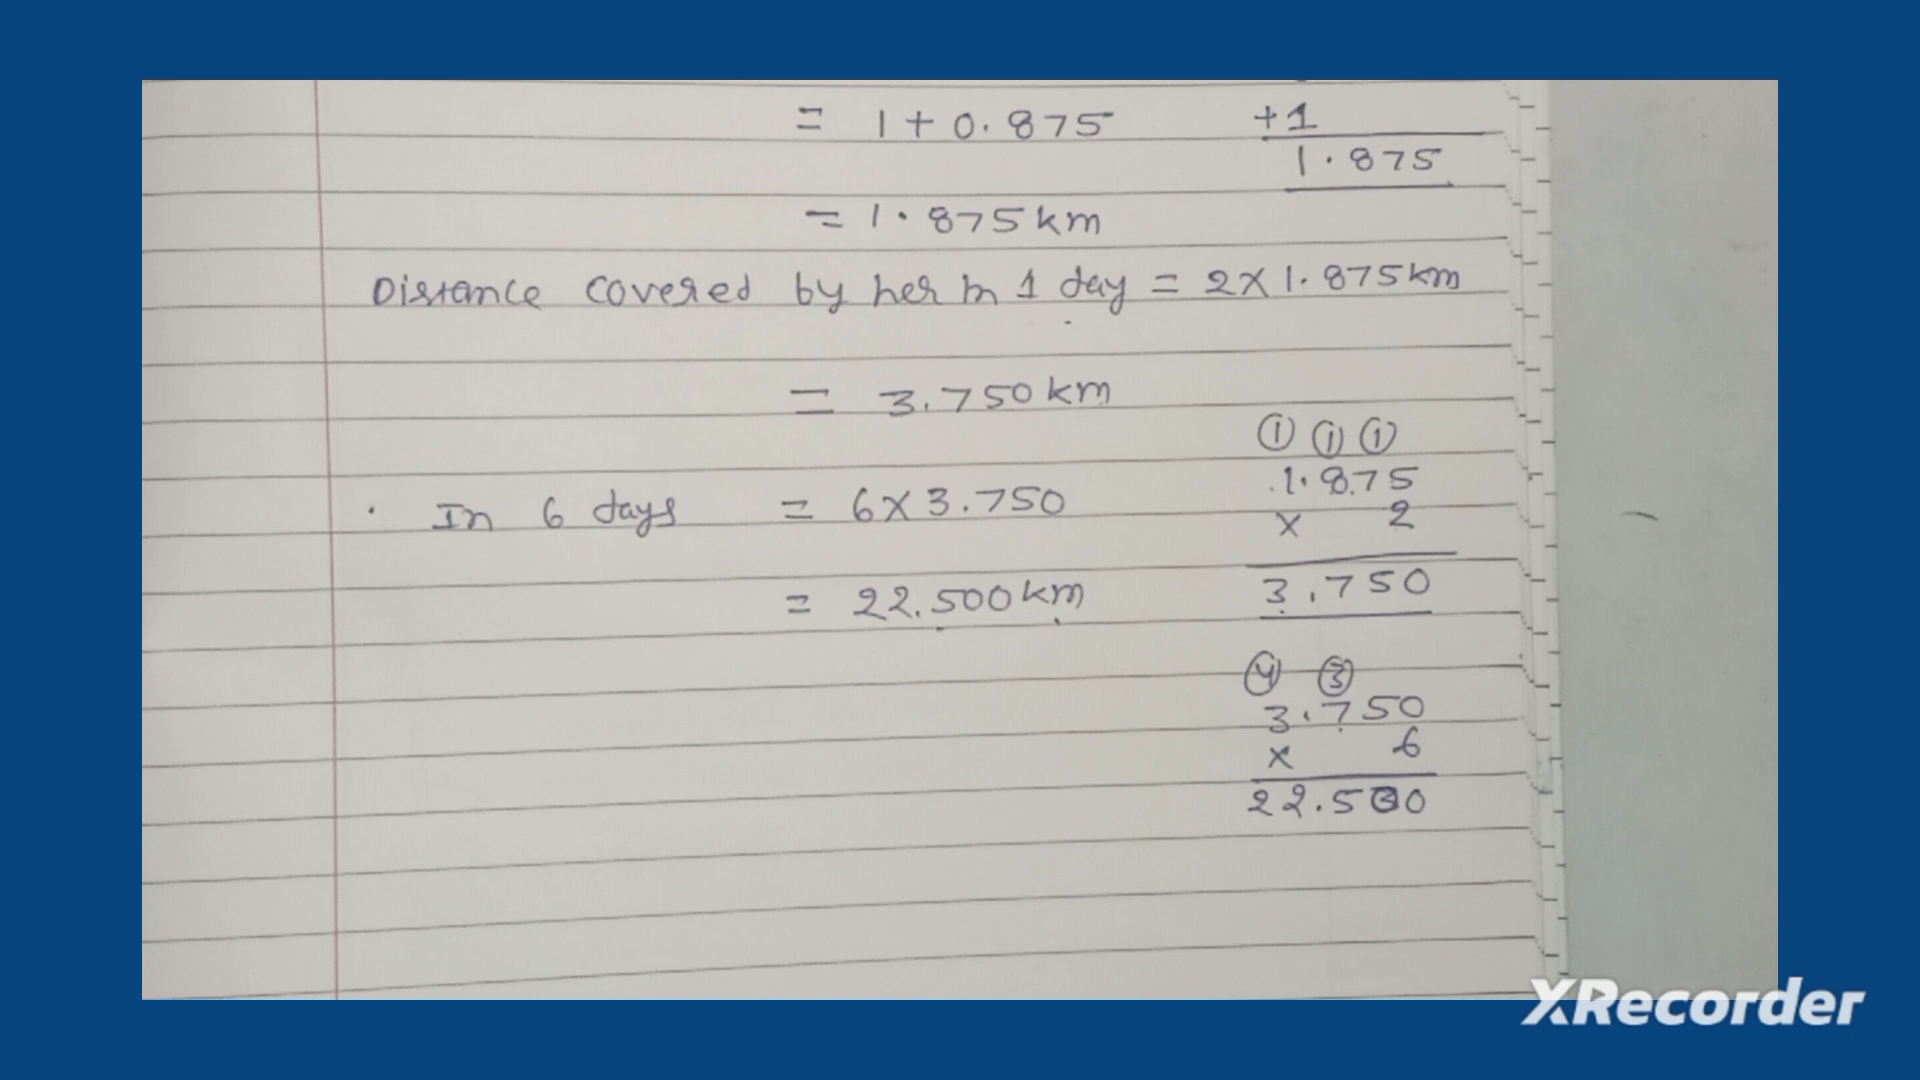 = 1 + 0.875
+1
1.875
= 1.875 km
Distance covered by her in 1 day = 2 x 1.875 km
= 3.750 km
① ① ①
1.875
x 2
3.750
. In 6 days = 6 x 3.750
= 22.500 km
④ ③
3.750
x 6
22.500
XRecorder